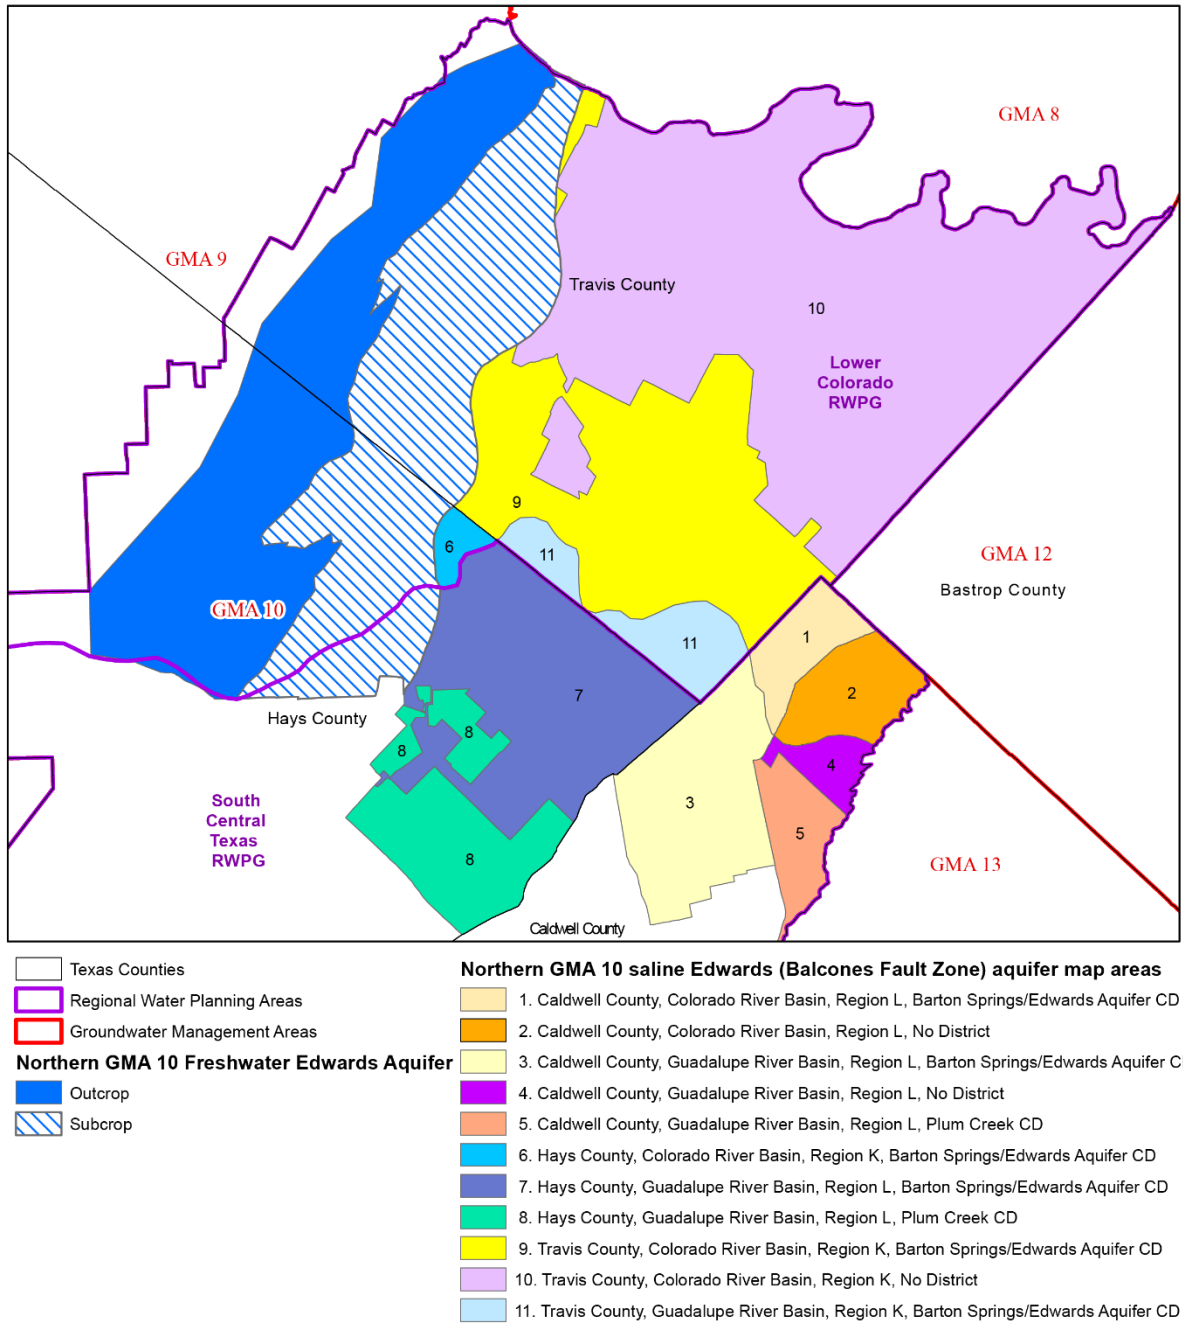 GMA 8
GMA 9
Travis County
10
Lower
Colorado
RWPG
9
6
11
GMA 12
Bastrop County
GMA 10
1
11
2
7
Hays County
8
8
4
3
South
Central
Texas
RWPG
5
8
GMA 13
Caldwell County
Texas Counties
Regional Water Planning Areas
Groundwater Management Areas
Northern GMA 10 Freshwater Edwards Aquifer
Outcrop
Subcrop
Northern GMA 10 saline Edwards (Balcones Fault Zone) aquifer map areas
1. Caldwell County, Colorado River Basin, Region L, Barton Springs/Edwards Aquifer CD
2. Caldwell County, Colorado River Basin, Region L, No District
3. Caldwell County, Guadalupe River Basin, Region L, Barton Springs/Edwards Aquifer C
4. Caldwell County, Guadalupe River Basin, Region L, No District
5. Caldwell County, Guadalupe River Basin, Region L, Plum Creek CD
6. Hays County, Colorado River Basin, Region K, Barton Springs/Edwards Aquifer CD
7. Hays County, Guadalupe River Basin, Region L, Barton Springs/Edwards Aquifer CD
8. Hays County, Guadalupe River Basin, Region L, Plum Creek CD
9. Travis County, Colorado River Basin, Region K, Barton Springs/Edwards Aquifer CD
10. Travis County, Colorado River Basin, Region K, No District
11. Travis County, Guadalupe River Basin, Region K, Barton Springs/Edwards Aquifer CD